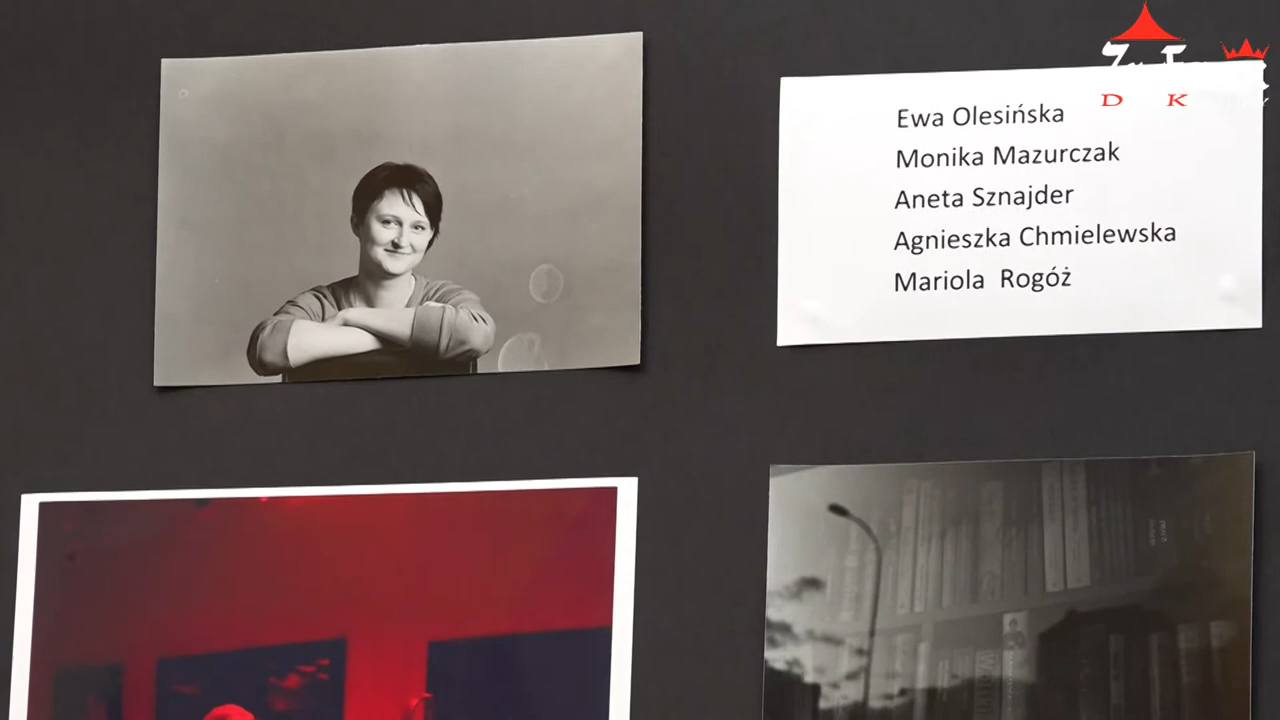 Ewa Olesińska
Monika Mazurczak
Aneta Sznajder
Agnieszka Chmielewska
Mariola Rogóż
D K